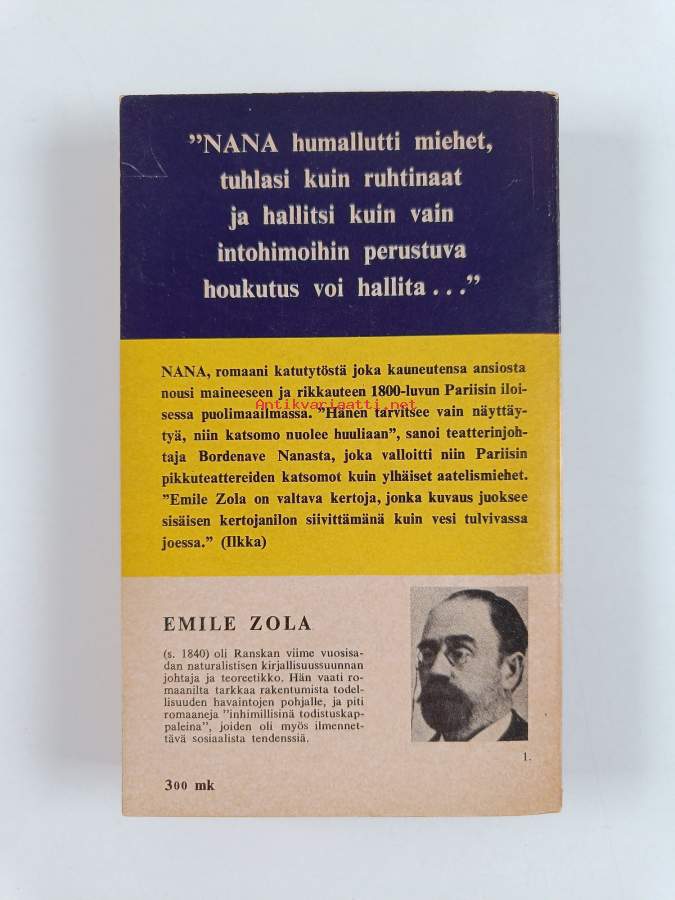 ”NANA humallutti miehet,
tuhlasi kuin ruhtinaat
ja hallitsi kuin vain
intohimoihin perustuva
houkutus voi hallita...”
NANA, romaani katutytöstä joka kauneutensa ansiosta
nousi maineeseen ja rikkauteen 1800-luvun Pariisin iloi-
sessa puolimaailmassa. ”Hänen tarvitsee vain näyttäy-
Antikvariaatti.net
tyä, niin katsomo nuolee huuliaan”, sanoi teatterinjoh-
taja Bordenave Nanasta, joka valloitti niin Pariisin
pikkuteattereiden katsomot kuin ylhäiset aatelismiehet.
”Emile Zola on valtava kertoja, jonka kuvaus juoksee
sisäisen kertojanilon siivittämänä kuin vesi tulvivassa
joessa.” (Ilkka)
EMILE ZOLA
(s. 1840) oli Ranskan viime vuosisa-
dan naturalistisen kirjallisuussuunnan
johtaja ja teoreetikko. Hän vaati ro-
maanilta tarkkaa rakentumista todel-
lisuuden havaintojen pohjalle, ja piti
romaaneja ”inhimillisinä todistuskap-
paleina”, joiden oli myös ilmennet-
tävä sosiaalista tendenssiä.
1.
300 mk